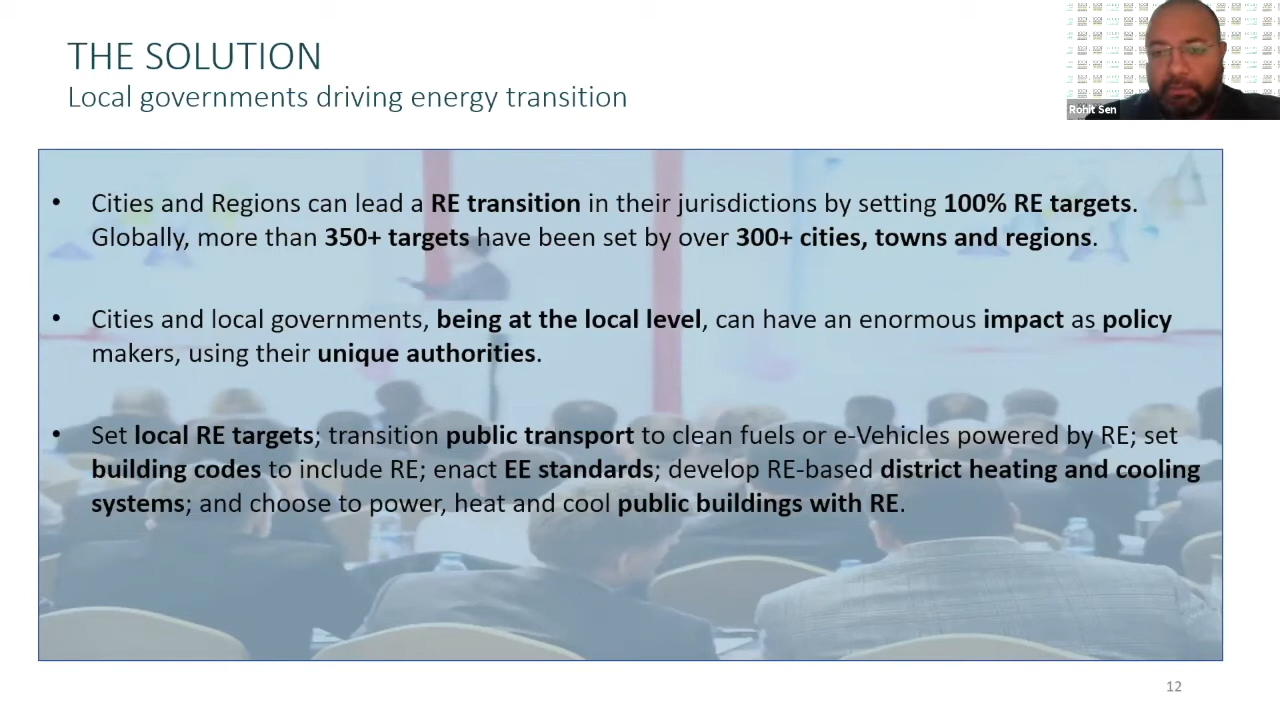 THE SOLUTION
Local governments driving energy transition
Rohit Sen
• Cities and Regions can lead a RE transition in their jurisdictions by setting 100% RE targets.
Globally, more than 350+ targets have been set by over 300+ cities, towns and regions.
• Cities and local governments, being at the local level, can have an enormous impact as policy
makers, using their unique authorities.
• Set local RE targets; transition public transport to clean fuels or e-Vehicles powered by RE; set
building codes to include RE; enact EE standards; develop RE-based district heating and cooling
systems; and choose to power, heat and cool public buildings with RE.
12